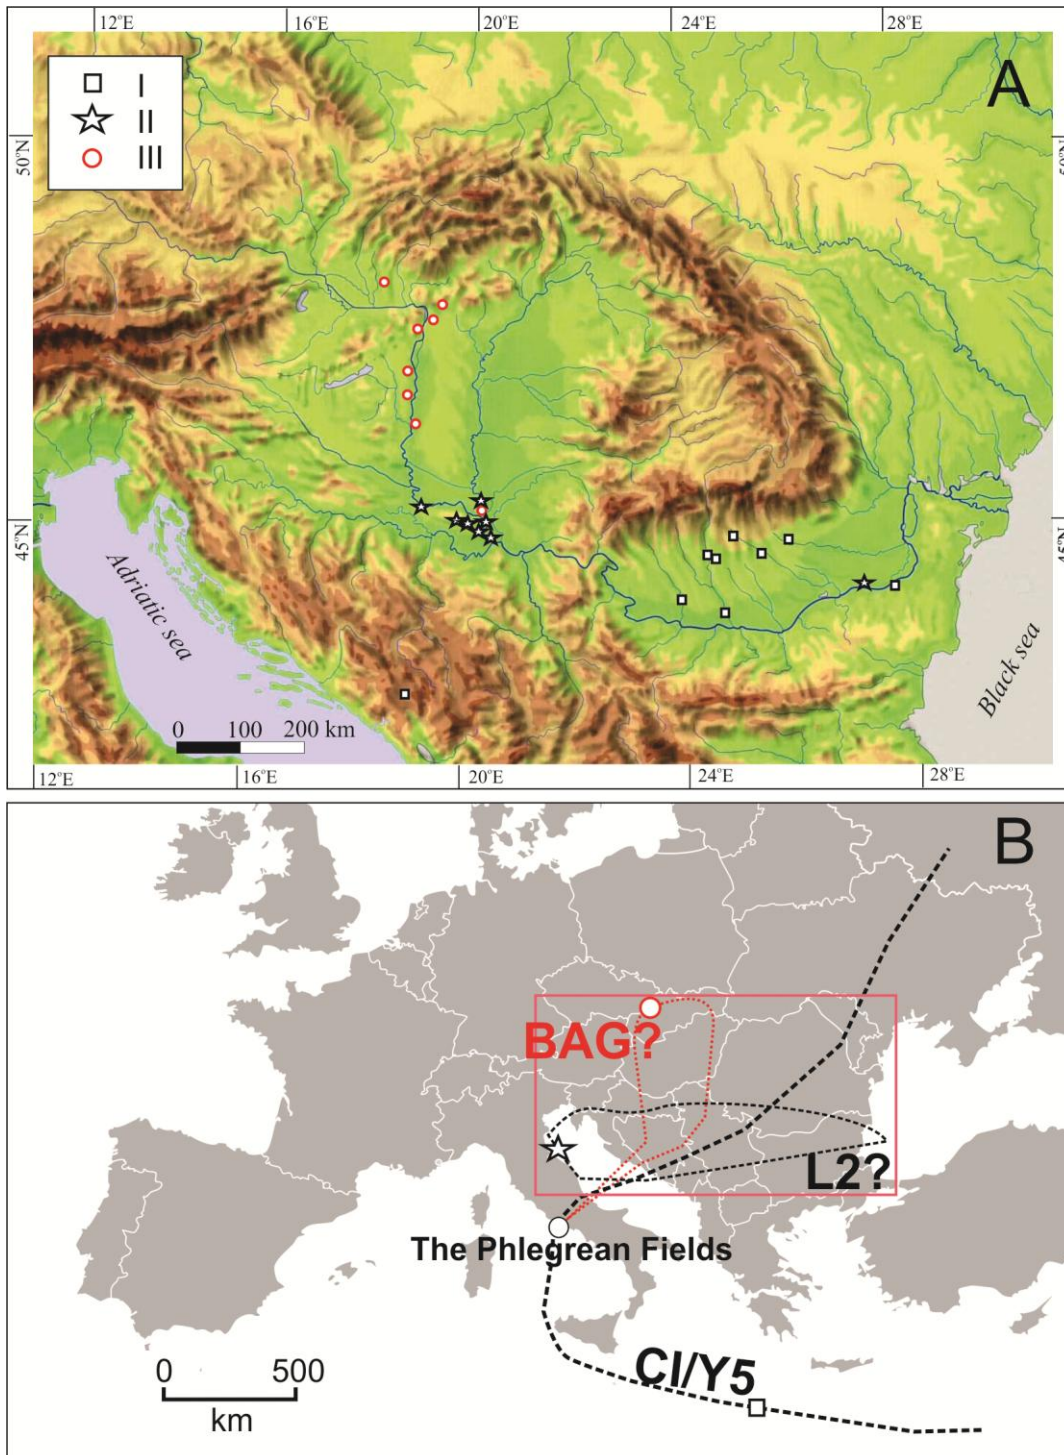 12°E 16°E 20°E 24°E 28°E
A
I
II
III
50°N
50°N
45°N
45°N
Adriatic sea
Black sea
0 100 200 km
12°E 16°E 20°E 24°E 28°E
B
BAG?
L2?
The Phlegrean Fields
CI/Y5
0 500
km